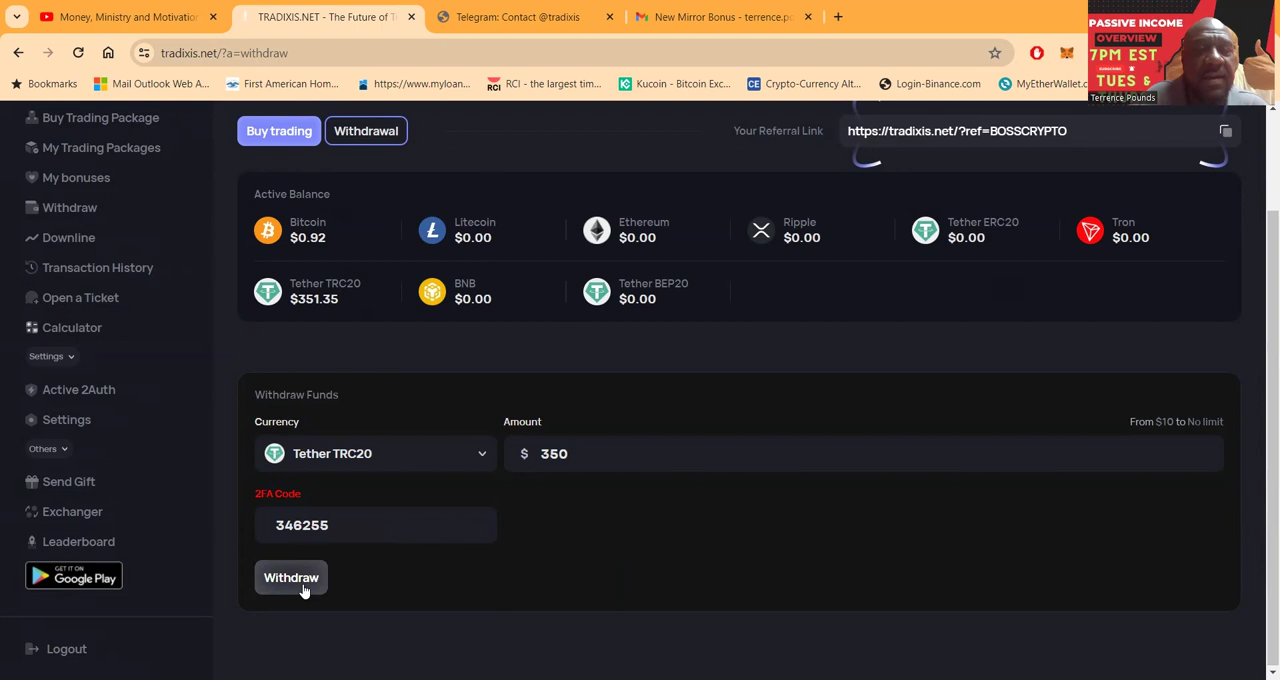 Money, Ministry and Motivation
TRADIXIS.NET - The Future of T
Telegram: Contact @tradixis
New Mirror Bonus - terrence.po
tradixis.net/?a=withdraw
Bookmarks
Mail Outlook Web A...
First American Hom...
https://www.myloan...
RCI
RCI - the largest tim...
Kucoin - Bitcoin Exc...
CE
Crypto-Currency Alt...
Login-Binance.com
MyEtherWallet.c
PASSIVE INCOME
OVERVIEW
7PM EST
TUES &
Terrence Pounds
Buy Trading Package
My Trading Packages
My bonuses
Withdraw
Downline
Transaction History
Open a Ticket
Calculator
Settings
Active 2Auth
Settings
Others
Send Gift
Exchanger
Leaderboard
GET IT ON
Google Play
Logout
Buy trading
Withdrawal
Your Referral Link
https://tradixis.net/?ref=BOSSCRYPTO
Active Balance
Bitcoin
$0.92
Litecoin
$0.00
Ethereum
$0.00
Ripple
$0.00
Tether ERC20
$0.00
Tron
$0.00
Tether TRC20
$351.35
BNB
$0.00
Tether BEP20
$0.00
Withdraw Funds
Currency
Amount
From $10 to No limit
Tether TRC20
$ 350
2FA Code
346255
Withdraw